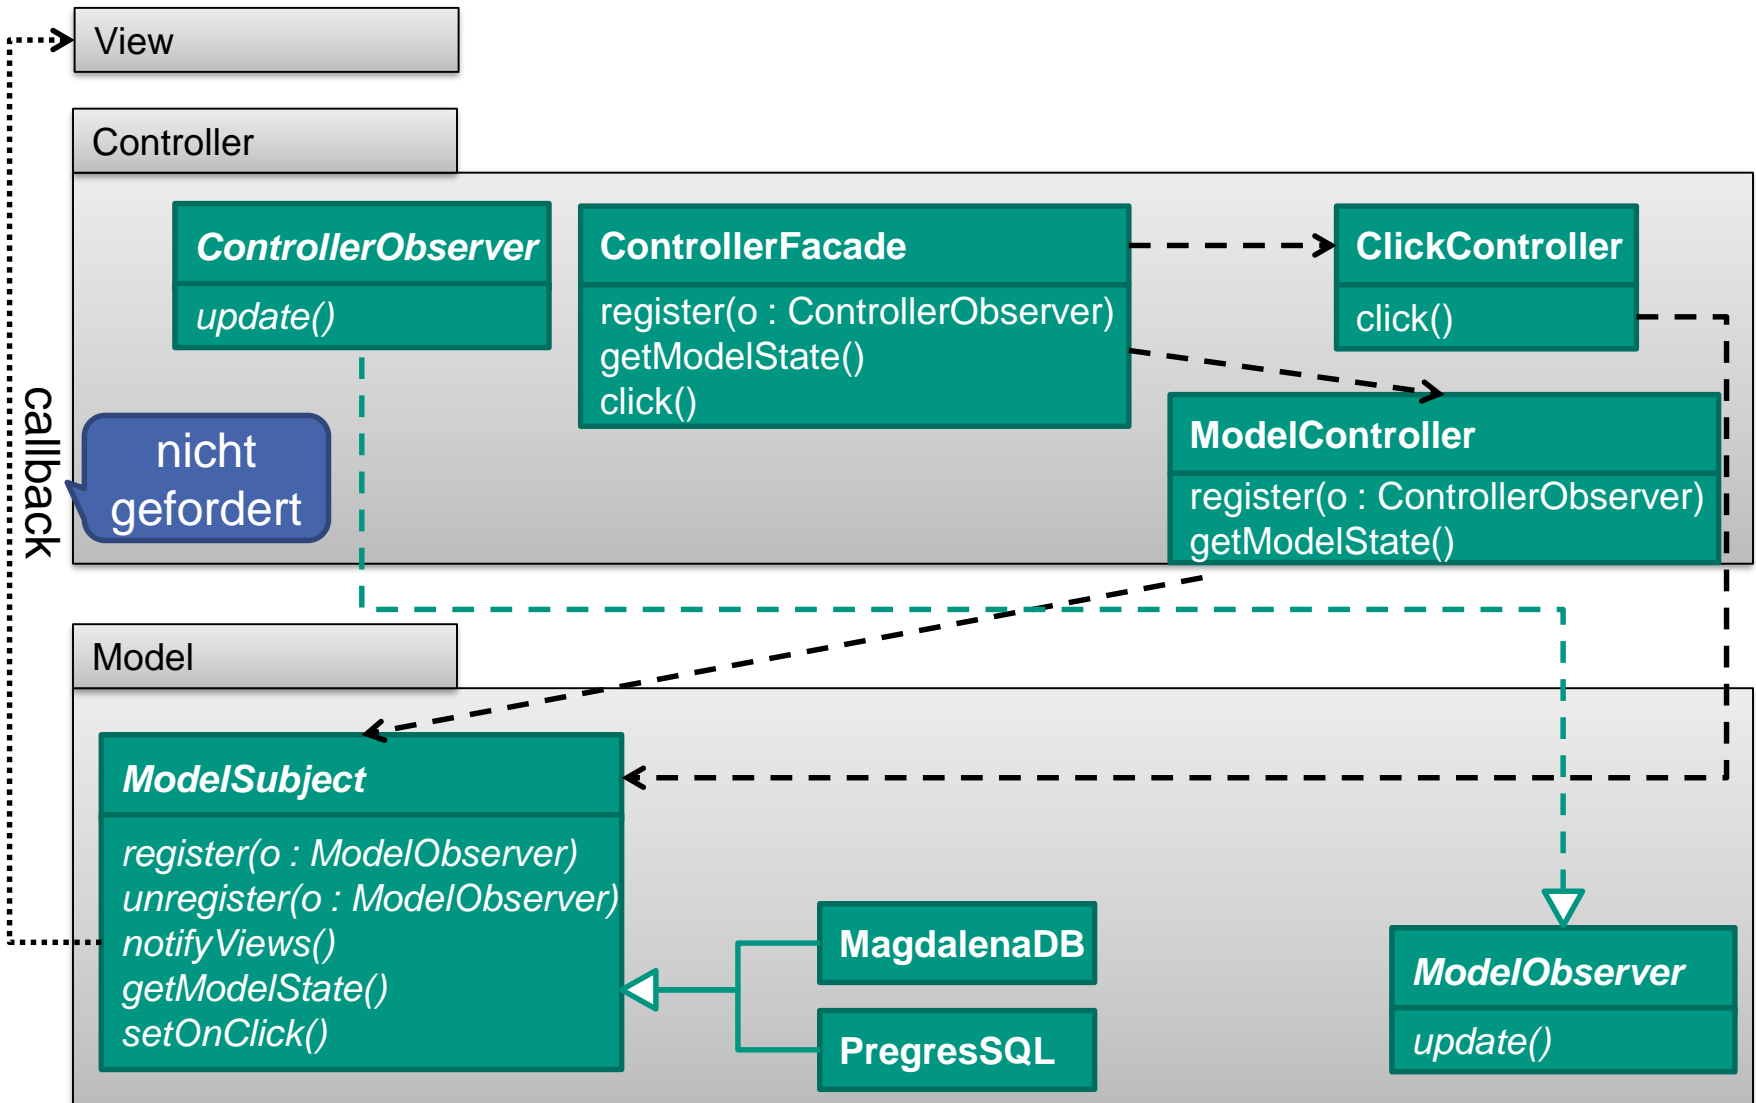 View
Controller
ControllerObserver
update()
ControllerFacade
register(o : ControllerObserver)
getModelState()
click()
ClickController
click()
ModelController
register(o : ControllerObserver)
getModelState()
callback
nicht
gefordert
Model
ModelSubject
register(o : ModelObserver)
unregister(o : ModelObserver)
notifyViews()
getModelState()
setOnClick()
MagdalenaDB
PregresSQL
ModelObserver
update()